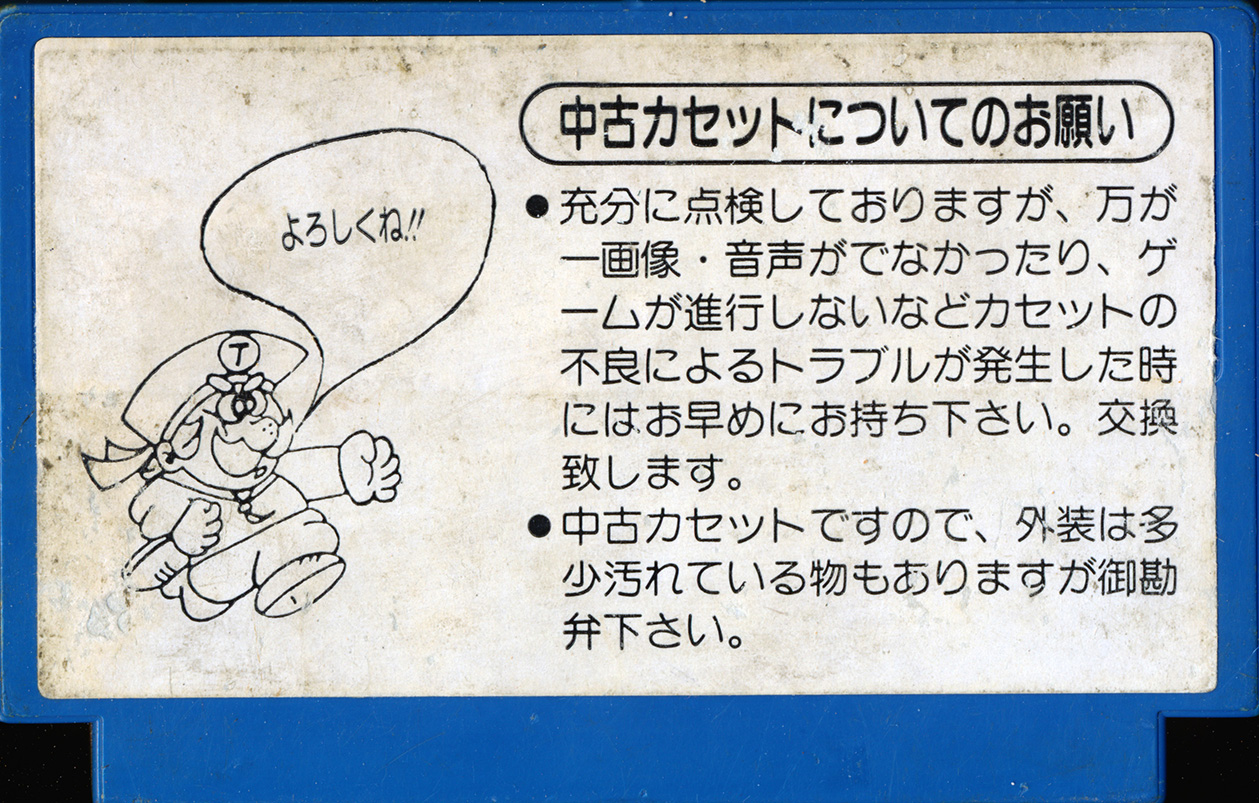 中古カセットについてのお願い
よろしくね!!
●充分に点検しておりますが、万が
一画像・音声がでなかったり、ゲ
ームが進行しないなどカセットの
不良によるトラブルが発生した時
にはお早めにお持ち下さい。交換
致します。
●中古カセットですので、外装は多
少汚れている物もありますが御勘
弁下さい。
T